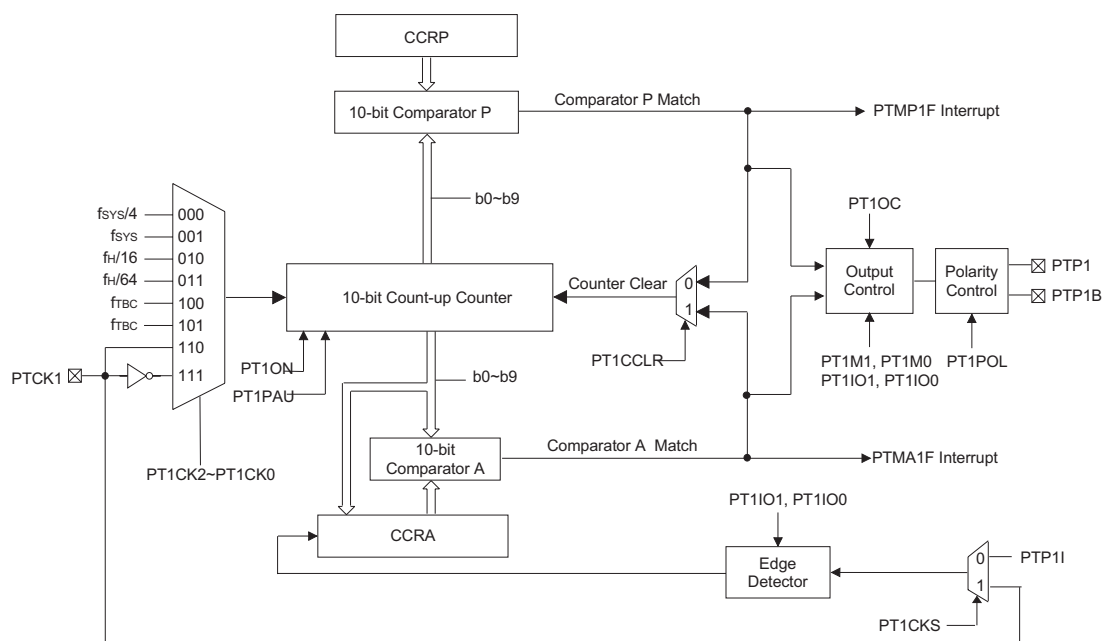 CCRP
10-bit Comparator P
Comparator P Match
PTMP1F Interrupt
b0~b9
fSYS/4
000
fSYS
001
fH/16
010
fH/64
011
fTBC
100
fTBC
101
110
111
PTCK1
PT1CK2~PT1CK0
10-bit Count-up Counter
Counter Clear
0
1
PT1CCLR
PT1ON
PT1PAU
b0~b9
PT1OC
Output
Control
Polarity
Control
PTP1
PTP1B
PT1M1, PT1M0
PT1IO1, PT1IO0
PT1POL
10-bit
Comparator A
Comparator A Match
PTMA1F Interrupt
CCRA
PT1IO1, PT1IO0
Edge
Detector
0
1
PTP1I
PT1CKS